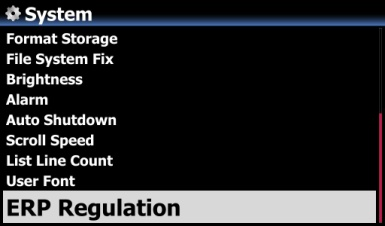 System
Format Storage
File System Fix
Brightness
Alarm
Auto Shutdown
Scroll Speed
List Line Count
User Font
ERP Regulation